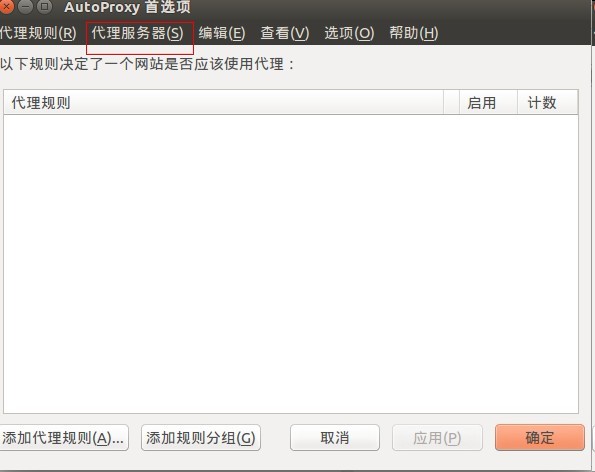 AutoProxy 首选项
代理规则(R) 代理服务器(S) 编辑(E) 查看(V) 选项(O) 帮助(H)
以下规则决定了一个网站是否应该使用代理：
代理规则 启用 计数
添加代理规则(A)... 添加规则分组(G) 取消 应用(P) 确定